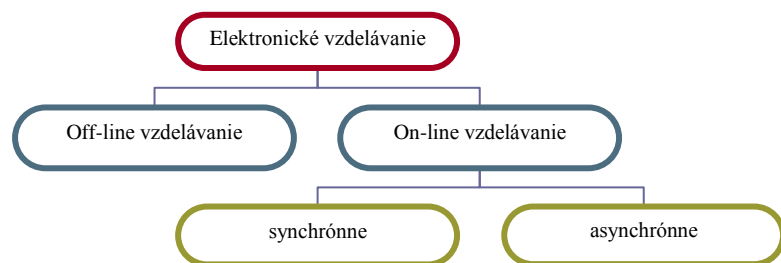 Elektronické vzdelávanie
Off-line vzdelávanie
On-line vzdelávanie
synchrónne
asynchrónne